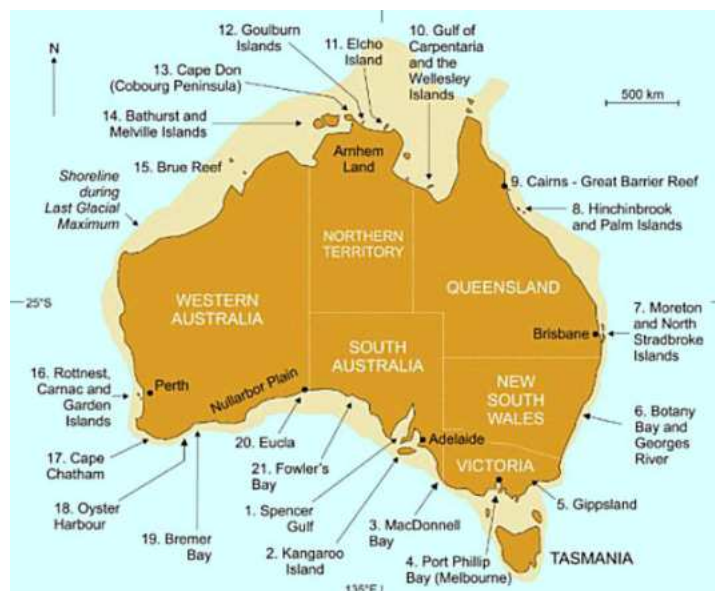 12. Goulburn
Islands
11. Elcho
Island
10. Gulf of
Carpentaria
and the
Wellesley
Islands
N
13. Cape Don
(Cobourg Peninsula)
500 km
14. Bathurst and
Melville Islands
Arnhem
Land
15. Brue Reef
Shoreline
during
Last Glacial
Maximum
9. Cairns - Great Barrier Reef
8. Hinchinbrook
and Palm Islands
NORTHERN
TERRITORY
25°S
WESTERN
AUSTRALIA
QUEENSLAND
7. Moreton
and North
Stradbroke
Islands
Brisbane
SOUTH
AUSTRALIA
16. Rottnest,
Carnac and
Garden
Islands
Perth
Nullarbor Plain
NEW
SOUTH
WALES
6. Botany
Bay and
Georges
River
20. Eucla
Adelaide
17. Cape
Chatham
21. Fowler's
Bay
VICTORIA
18. Oyster
Harbour
1. Spencer
Gulf
5. Gippsland
19. Bremer
Bay
2. Kangaroo
Island
3. MacDonnell
Bay
4. Port Phillip
Bay (Melbourne)
TASMANIA
135°E